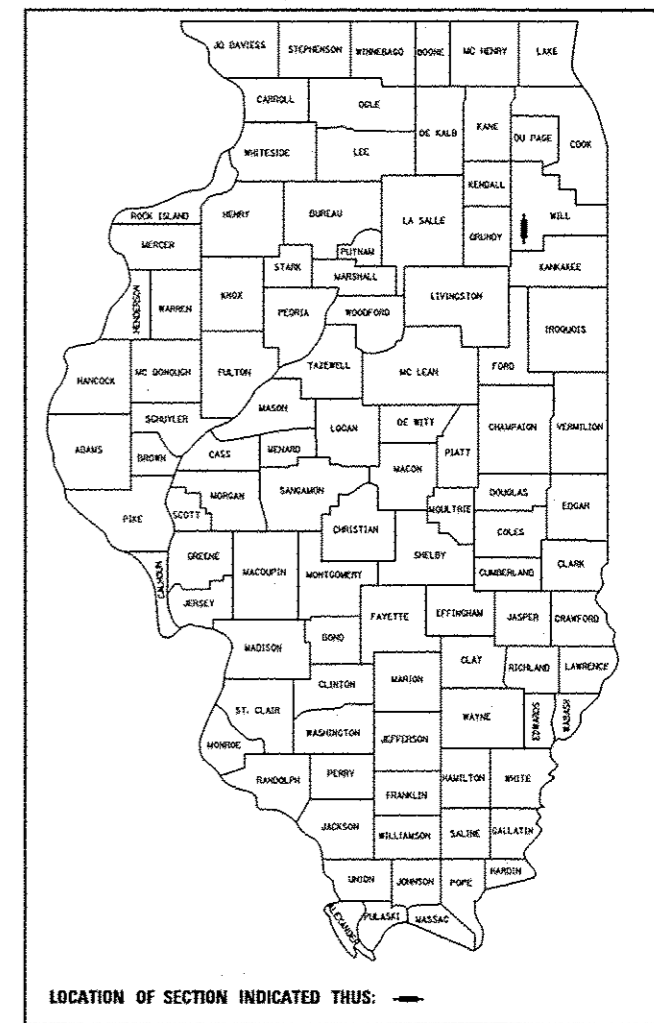 JO DAVIESS STEPHENSON WINNEBAGO BOONE MC HENRY LAKE
CARROLL OGLE DE KALB KANE DU PAGE COOK
WHITESIDE LEE KENDALL
ROCK ISLAND HENRY BUREAU LA SALLE GRUNDY WILL
MERCER STARK PUTNAM KANKAKEE
HENDERSON WARREN KNOX MARSHALL LIVINGSTON
PEORIA WOODFORD IROQUOIS
HANCOCK MC DONOUGH FULTON TAZEWELL MC LEAN FORD
SCHUYLER MASON LOGAN DE WITT CHAMPAIGN VERMILION
ADAMS BROWN CASS MENARD MACON PIATT
PIKE SCOTT MORGAN SANGAMON CHRISTIAN MOULTRIE DOUGLAS EDGAR
COLES
CALHOUN GREENE MACOUPIN MONTGOMERY SHELBY CUMBERLAND CLARK
JERSEY FAYETTE EFFINGHAM JASPER CRAWFORD
MADISON BOND CLAY RICHLAND LAWRENCE
ST. CLAIR CLINTON MARION WAYNE EDWARDS WABASH
MONROE WASHINGTON JEFFERSON
RANDOLPH PERRY FRANKLIN HAMILTON WHITE
JACKSON WILLIAMSON SALINE GALLATIN
UNION JOHNSON POPE HARDIN
ALEXANDER PULASKI MASSAC
LOCATION OF SECTION INDICATED THUS: